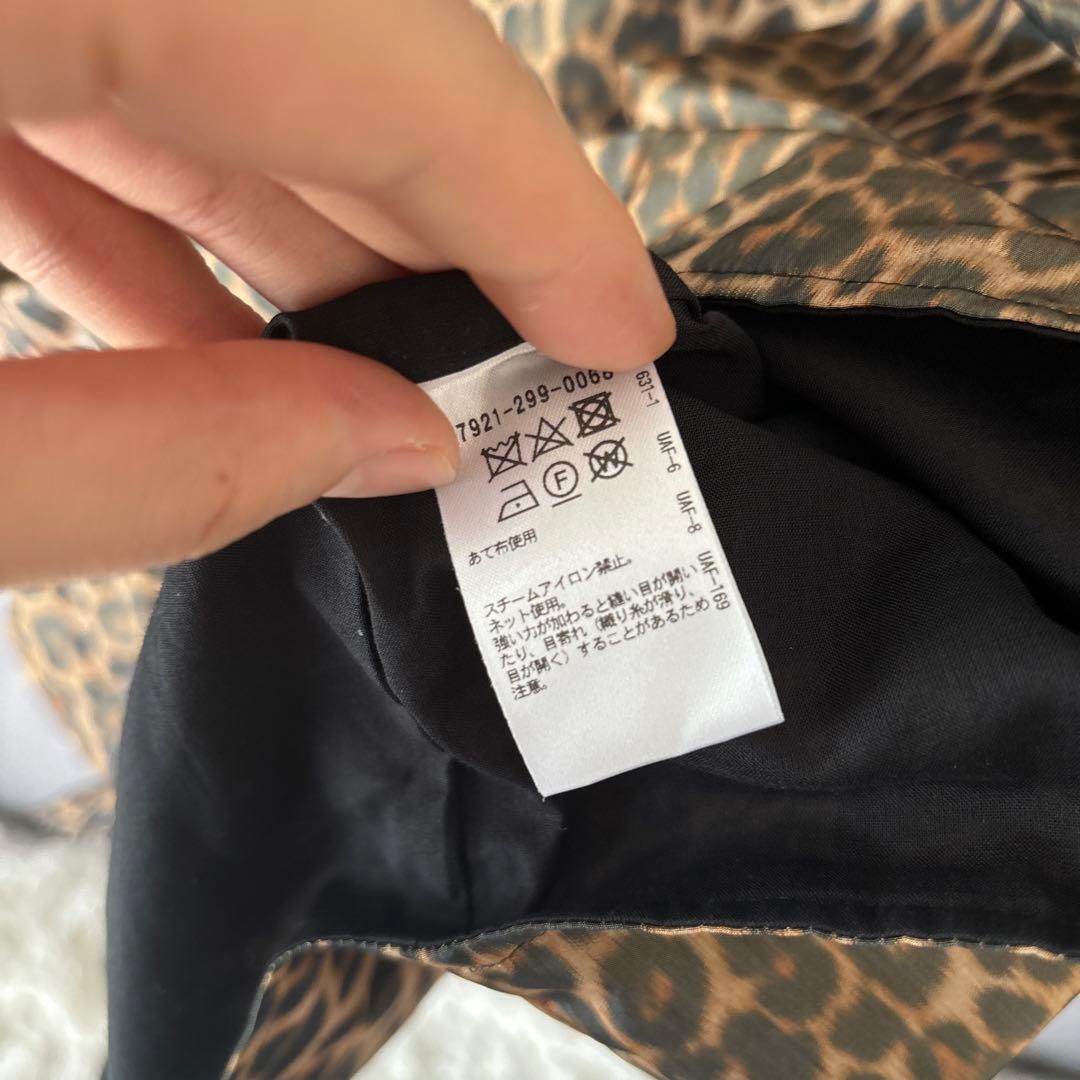 7921-299-0068
F
W
あて布使用
スチームアイロン禁止。
ネット使用。
強い力が加わると縫い目が開い
たり、目寄れ（織り糸が滑り、
目が開く）することがあるため
注意。
631-1 UAF-6 UAF-8 UAF-169